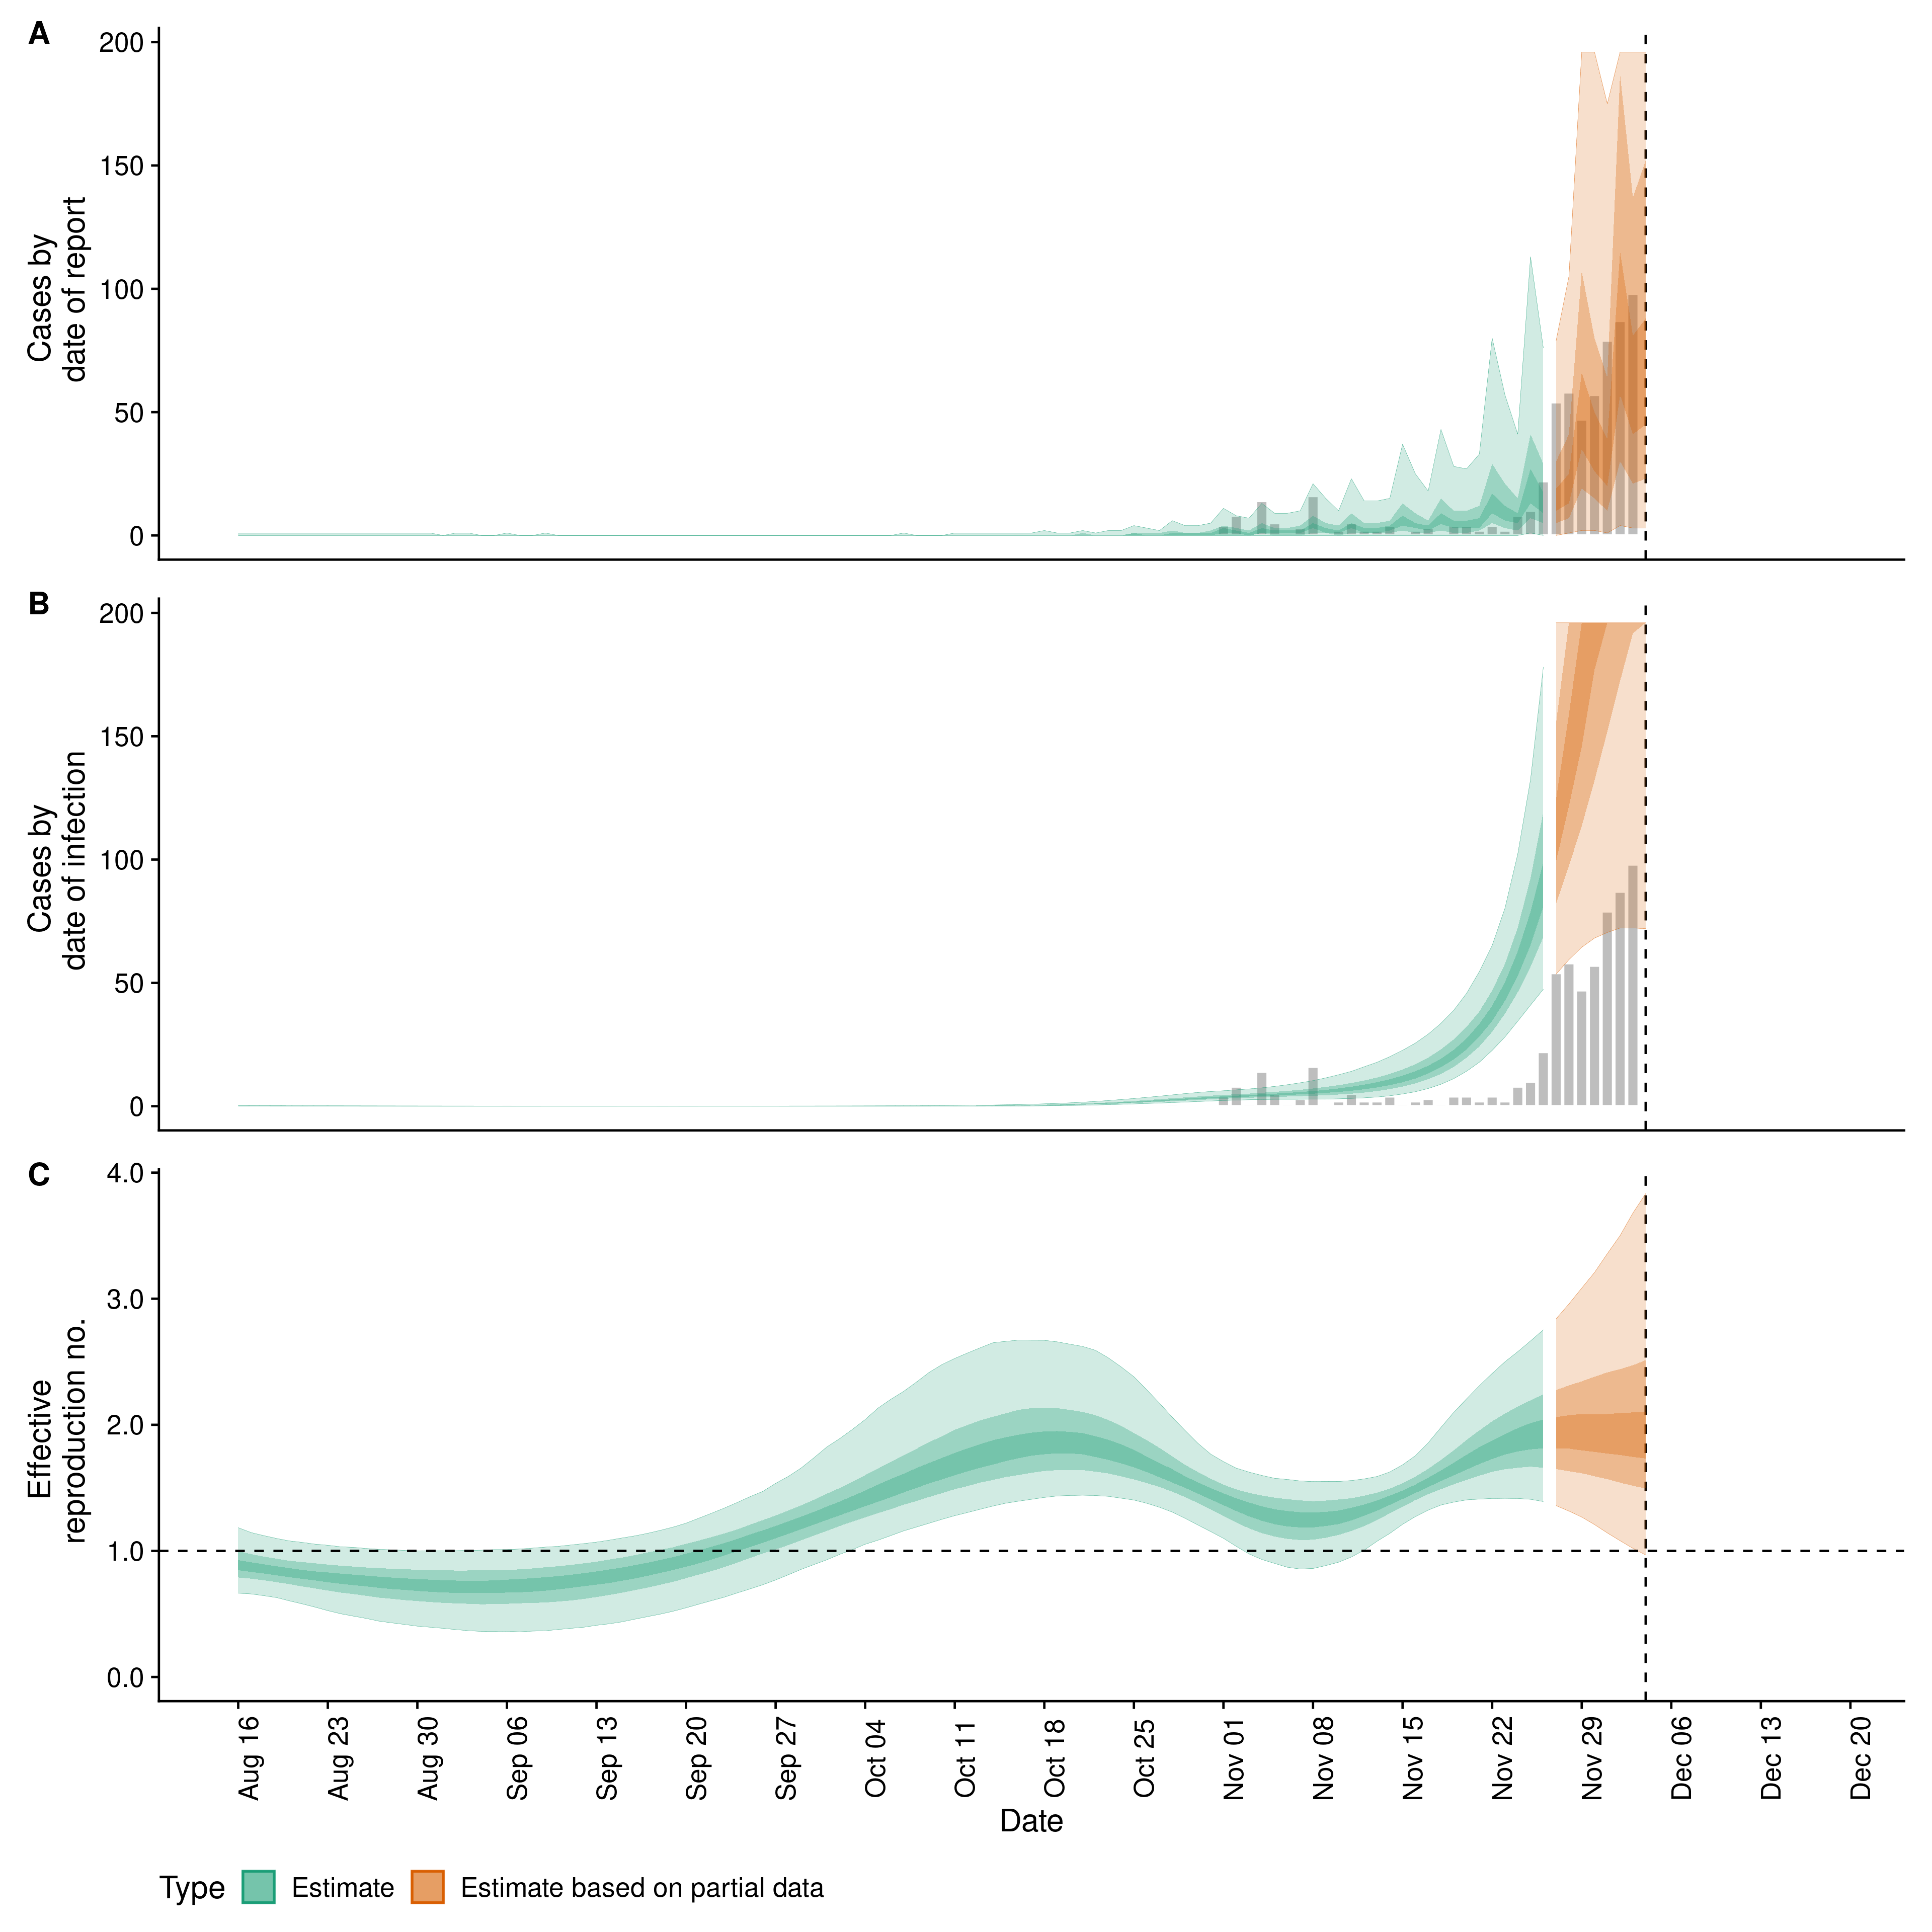 A
200
150
100
50
0
Cases by
date of report
B
200
150
100
50
0
Cases by
date of infection
C
4.0
3.0
2.0
1.0
0.0
Effective
reproduction no.
Aug 16
Aug 23
Aug 30
Sep 06
Sep 13
Sep 20
Sep 27
Oct 04
Oct 11
Oct 18
Oct 25
Nov 01
Nov 08
Nov 15
Nov 22
Nov 29
Dec 06
Dec 13
Dec 20
Date
Type Estimate Estimate based on partial data